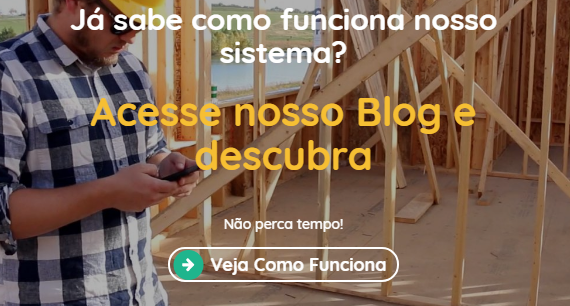 Já sabe como funciona nosso
sistema?
Acesse nosso Blog e
descubra
Não perca tempo!
Veja Como Funciona